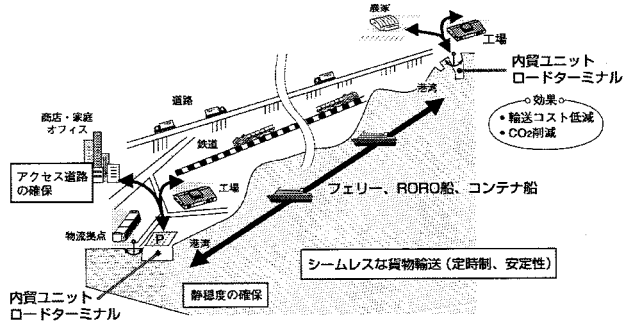 農家
工場
内貿ユニット
ロードターミナル
港湾
効果
• 輸送コスト低減
• CO2削減
道路
商店・家庭
オフィス
鉄道
アクセス道路
の確保
工場
フェリー、RORO船、コンテナ船
物流拠点
P
港湾
シームレスな貨物輸送（定時制、安定性）
静穏度の確保
内貿ユニット
ロードターミナル